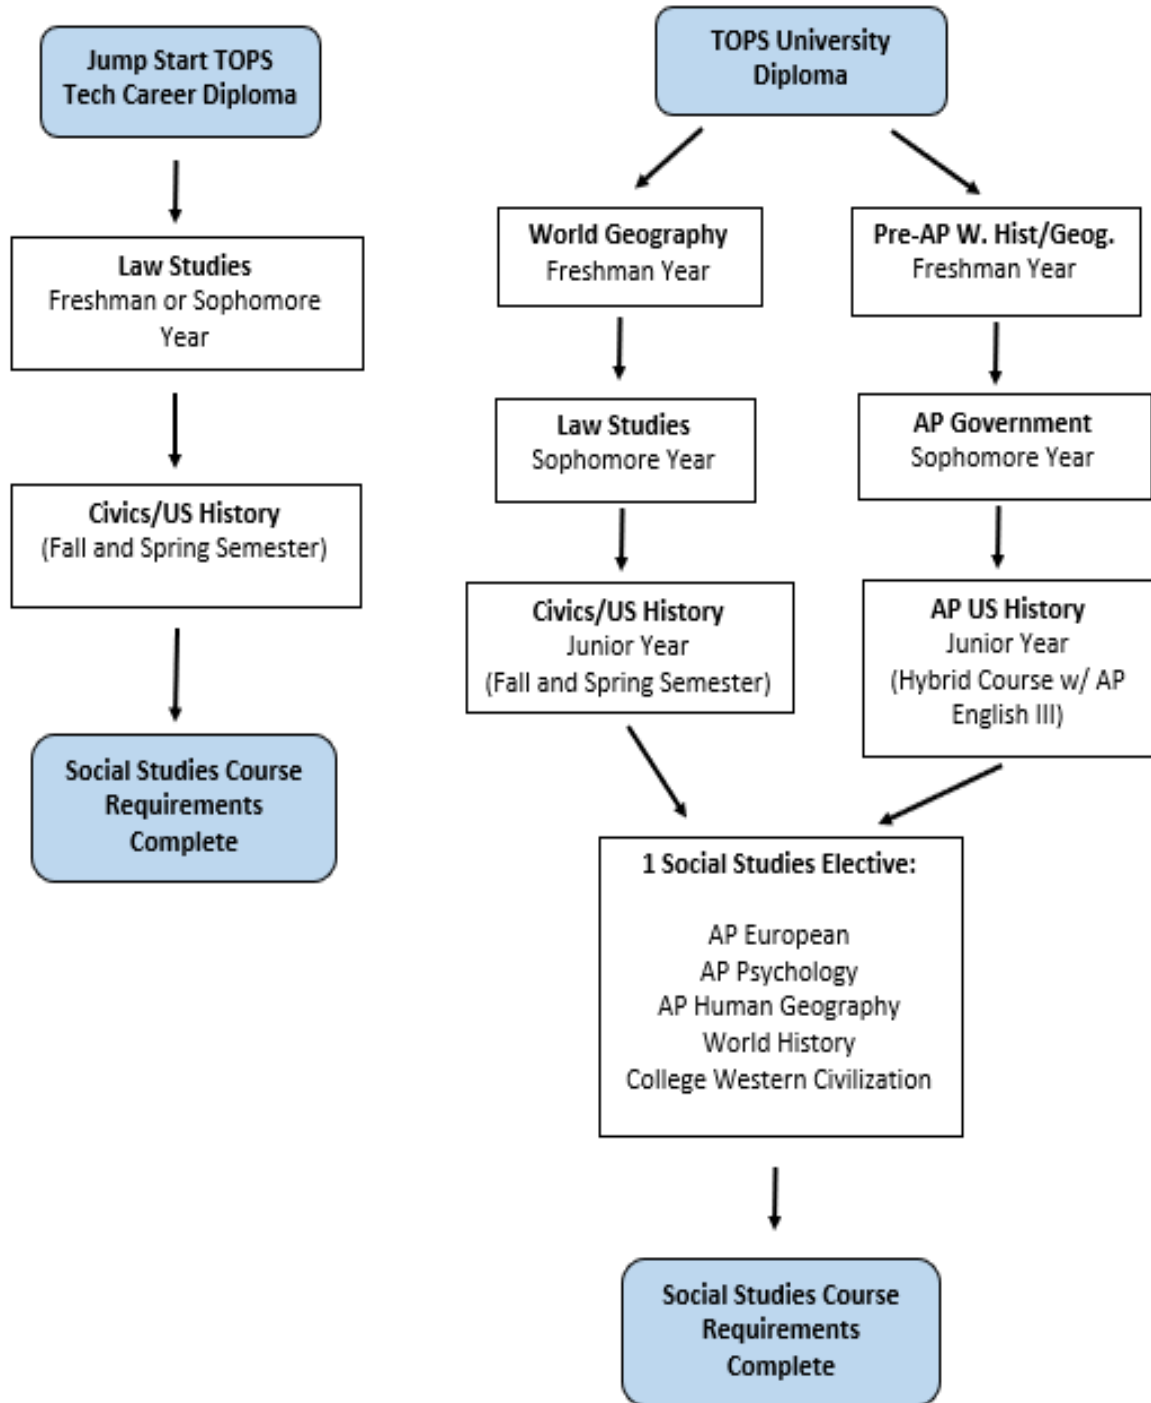 Jump Start TOPS
Tech Career Diploma
Law Studies
Freshman or Sophomore
Year
Civics/US History
(Fall and Spring Semester)
Social Studies Course
Requirements
Complete
TOPS University
Diploma
World Geography
Freshman Year
Law Studies
Sophomore Year
Civics/US History
Junior Year
(Fall and Spring Semester)
Pre-AP W. Hist/Geog.
Freshman Year
AP Government
Sophomore Year
AP US History
Junior Year
(Hybrid Course w/ AP
English III)
1 Social Studies Elective:
AP European
AP Psychology
AP Human Geography
World History
College Western Civilization
Social Studies Course
Requirements
Complete